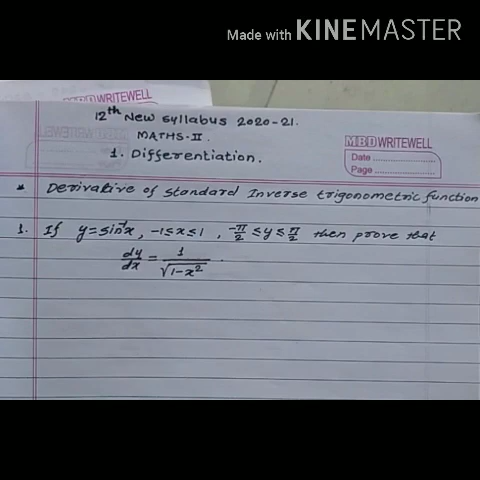 Made with KINEMASTER
WRITEWELL
12th New Syllabus 2020-21.
MATHS-II.
MBD WRITEWELL
1. Differentiation.
Date ..................
Page ..................
* Derivative of Standard Inverse trigonometric function
1. If y = sin⁻¹x, -1 ≤ x ≤ 1, -π/2 ≤ y ≤ π/2 then prove that
dy/dx = 1/√(1-x²) .